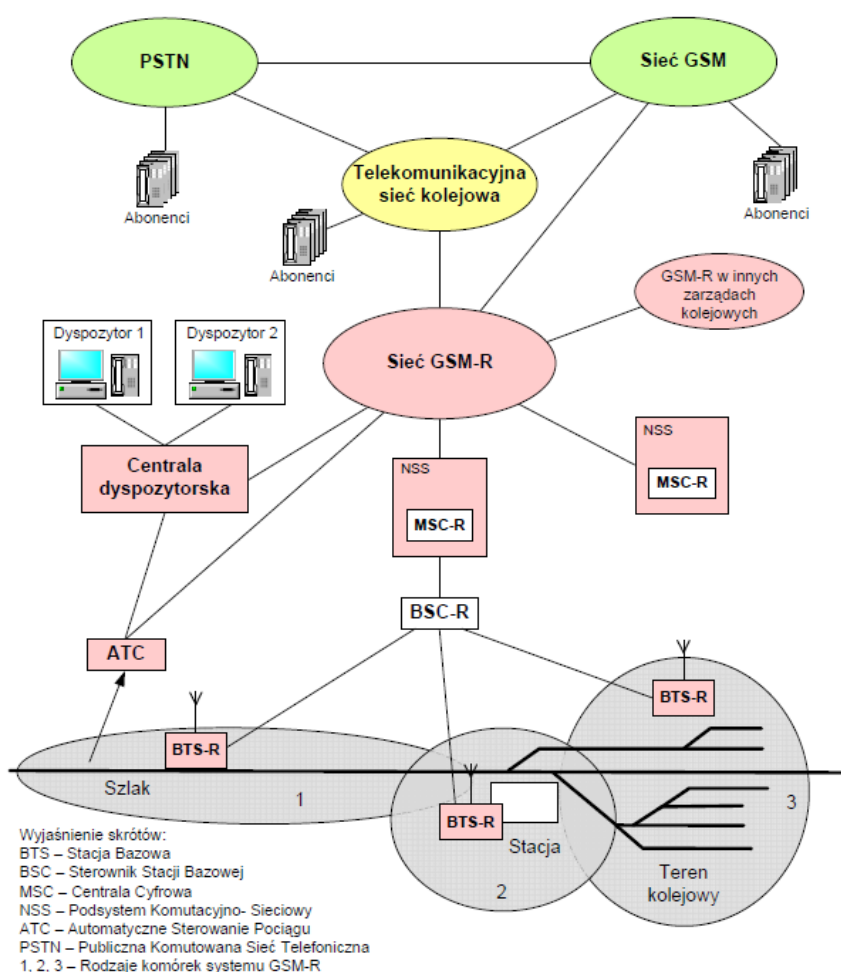 PSTN
Sieć GSM
Abonenci
Telekomunikacyjna
sieć kolejowa
Abonenci
Abonenci
GSM-R w innych
zarządach
kolejowych
Dyspozytor 1
Dyspozytor 2
Sieć GSM-R
Centrala
dyspozytorska
NSS
MSC-R
NSS
MSC-R
BSC-R
ATC
BTS-R
BTS-R
Szlak
1
BTS-R
Stacja
2
3
Teren
kolejowy
Wyjaśnienie skrótów:
BTS – Stacja Bazowa
BSC – Sterownik Stacji Bazowej
MSC – Centrala Cyfrowa
NSS – Podsystem Komutacyjno- Sieciowy
ATC – Automatyczne Sterowanie Pociągu
PSTN – Publiczna Komutowana Sieć Telefoniczna
1, 2, 3 – Rodzaje komórek systemu GSM-R